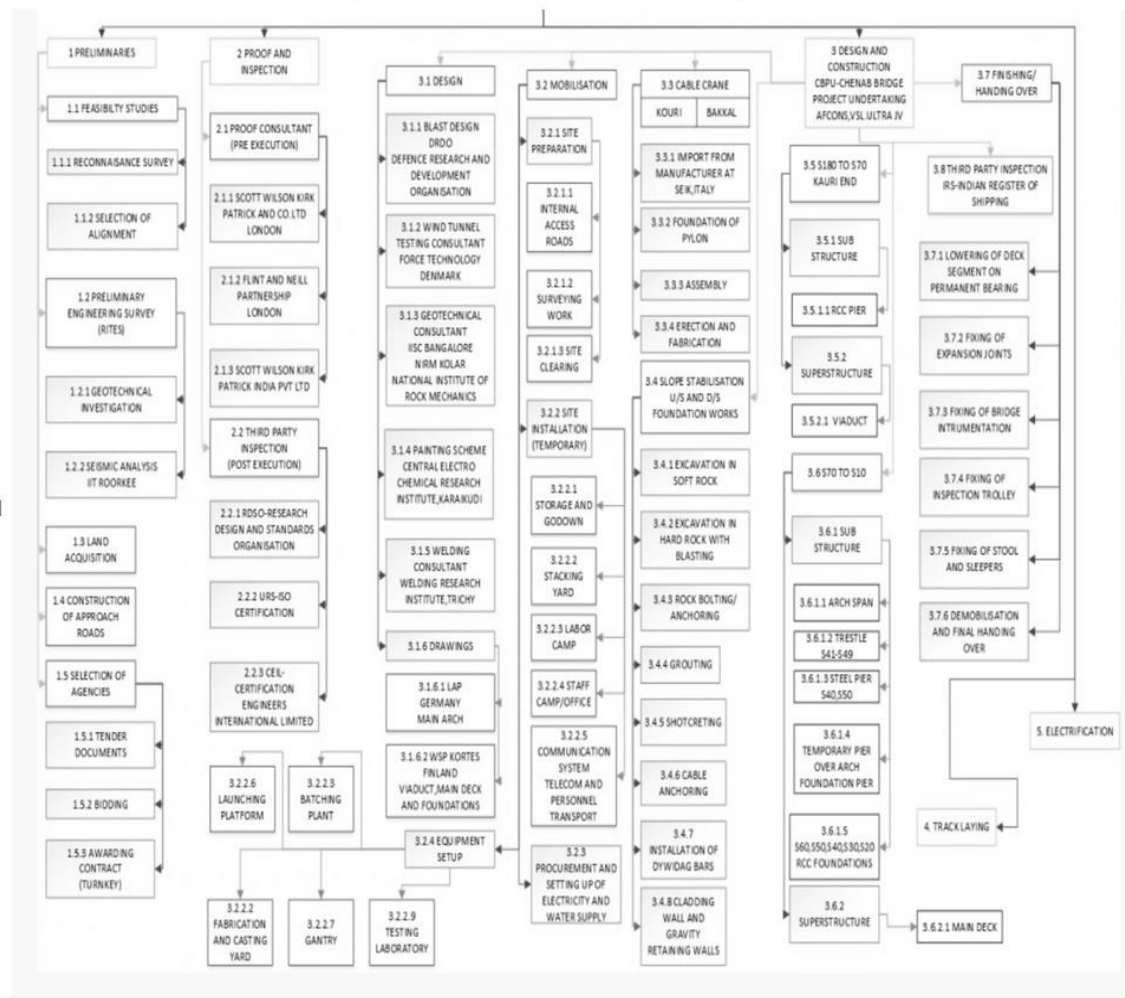 1 PRELIMINARIES
1.1 FEASIBILTY STUDIES
1.1.1 RECONNAISANCE SURVEY
1.1.2 SELECTION OF
ALIGNMENT
1.2 PRELIMINARY
ENGINEERING SURVEY
(RITES)
1.2.1 GEOTECHNICAL
INVESTIGATION
1.2.2 SEISMIC ANALYSIS
IIT ROORKEE
1.3 LAND
ACQUISITION
1.4 CONSTRUCTION
OF APPROACH
ROADS
1.5 SELECTION OF
AGENCIES
1.5.1 TENDER
DOCUMENTS
1.5.2 BIDDING
1.5.3 AWARDING
CONTRACT
(TURNKEY)
2 PROOF AND
INSPECTION
2.1 PROOF CONSULTANT
(PRE EXECUTION)
2.1.1 SCOTT WILSON KIRK
PATRICK AND CO.LTD
LONDON
2.1.2 FLINT AND NEILL
PARTNERSHIP
LONDON
2.1.3 SCOTT WILSON KIRK
PATRICK INDIA PVT LTD
2.2 THIRD PARTY
INSPECTION
(POST EXECUTION)
2.2.1 RDSO-RESEARCH
DESIGN AND STANDARDS
ORGANISATION
2.2.2 URS-ISO
CERTIFICATION
2.2.3 CEIL-
CERTIFICATION
ENGINEERS
INTERNATIONAL LIMITED
3 DESIGN AND
CONSTRUCTION
CBPU-CHENAB BRIDGE
PROJECT UNDERTAKING
AFCONS,VSL.ULTRA JV
3.1 DESIGN
3.1.1 BLAST DESIGN
DRDO
DEFENCE RESEARCH AND
DEVELOPMENT
ORGANISATION
3.1.2 WIND TUNNEL
TESTING CONSULTANT
FORCE TECHNOLOGY
DENMARK
3.1.3 GEOTECHNICAL
CONSULTANT
IISC BANGALORE
NIRM KOLAR
NATIONAL INSTITUTE OF
ROCK MECHANICS
3.1.4 PAINTING SCHEME
CENTRAL ELECTRO
CHEMICAL RESEARCH
INSTITUTE,KARAIKUDI
3.1.5 WELDING
CONSULTANT
WELDING RESEARCH
INSTITUTE,TRICHY
3.1.6 DRAWINGS
3.1.6.1 LAP
GERMANY
MAIN ARCH
3.1.6.2 WSP KORTES
FINLAND
VIADUCT,MAIN DECK
AND FOUNDATIONS
3.2 MOBILISATION
3.2.1 SITE
PREPARATION
3.2.1.1
INTERNAL
ACCESS
ROADS
3.2.1.2
SURVEYING
WORK
3.2.1.3 SITE
CLEARING
3.2.2 SITE
INSTALLATION
(TEMPORARY)
3.2.2.1
STORAGE AND
GODOWN
3.2.2.2
STACKING
YARD
3.2.2.3 LABOR
CAMP
3.2.2.4 STAFF
CAMP/OFFICE
3.2.2.5
COMMUNICATION
SYSTEM
TELECOM AND
PERSONNEL
TRANSPORT
3.2.3
PROCUREMENT AND
SETTING UP OF
ELECTRICITY AND
WATER SUPPLY
3.2.4 EQUIPMENT
SETUP
3.2.2.6
LAUNCHING
PLATFORM
3.2.2.3
BATCHING
PLANT
3.2.2.2
FABRICATION
AND CASTING
YARD
3.2.2.7
GANTRY
3.2.2.9
TESTING
LABORATORY
3.3 CABLE CRANE
KOURI BAKKAL
3.3.1 IMPORT FROM
MANUFACTURER AT
SEIK,ITALY
3.3.2 FOUNDATION OF
PYLON
3.3.3 ASSEMBLY
3.3.4 ERECTION AND
FABRICATION
3.4 SLOPE STABILISATION
U/S AND D/S
FOUNDATION WORKS
3.4.1 EXCAVATION IN
SOFT ROCK
3.4.2 EXCAVATION IN
HARD ROCK WITH
BLASTING
3.4.3 ROCK BOLTING/
ANCHORING
3.4.4 GROUTING
3.4.5 SHOTCRETING
3.4.6 CABLE
ANCHORING
3.4.7
INSTALLATION OF
DYWIDAG BARS
3.4.8 CLADDING
WALL AND
GRAVITY
RETAINING WALLS
3.5 S180 TO S70
KAURI END
3.5.1 SUB
STRUCTURE
3.5.1.1 RCC PIER
3.5.2
SUPERSTRUCTURE
3.5.2.1 VIADUCT
3.6 S70 TO S10
3.6.1 SUB
STRUCTURE
3.6.1.1 ARCH SPAN
3.6.1.2 TRESTLE
S41-S49
3.6.1.3 STEEL PIER
S40,S50
3.6.1.4
TEMPORARY PIER
OVER ARCH
FOUNDATION PIER
3.6.1.5
S60,S50,S40,S30,S20
RCC FOUNDATIONS
3.6.2
SUPERSTRUCTURE
3.6.2.1 MAIN DECK
3.7 FINISHING/
HANDING OVER
3.8 THIRD PARTY INSPECTION
IRS-INDIAN REGISTER OF
SHIPPING
3.7.1 LOWERING OF DECK
SEGMENT ON
PERMANENT BEARING
3.7.2 FIXING OF
EXPANSION JOINTS
3.7.3 FIXING OF BRIDGE
INTRUMENTATION
3.7.4 FIXING OF
INSPECTION TROLLEY
3.7.5 FIXING OF STOOL
AND SLEEPERS
3.7.6 DEMOBILISATION
AND FINAL HANDING
OVER
4. TRACK LAYING
5. ELECTRIFICATION